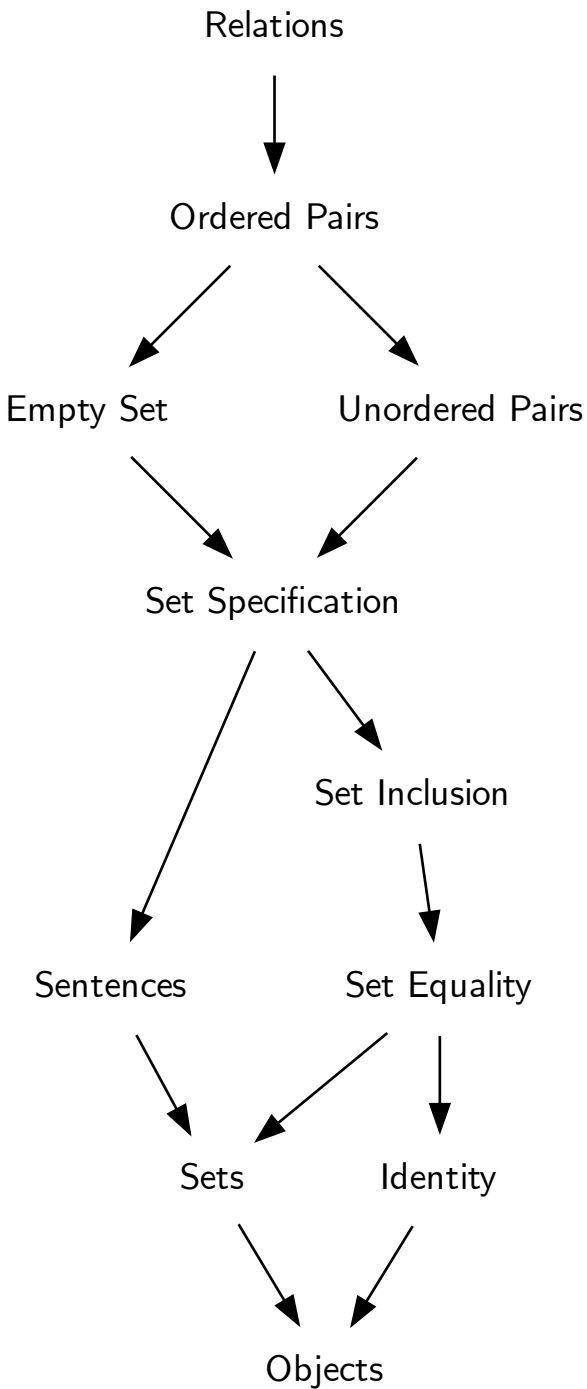 Relations
Ordered Pairs
Empty Set
Unordered Pairs
Set Specification
Set Inclusion
Sentences
Set Equality
Sets
Identity
Objects